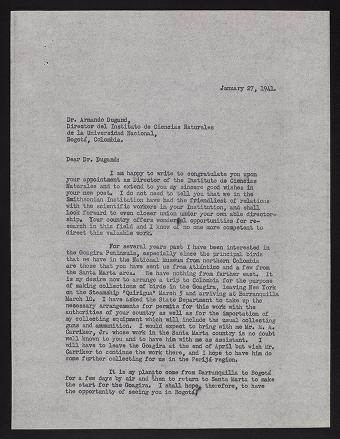 January 27, 1941.
Dr. Armando Dugand,
Director del Instituto de Ciencias Naturales
de la Universidad Nacional,
Bogotá, Colombia.
Dear Dr. Dugand:
I am happy to write to congratulate you upon
your appointment as Director of the Instituto de Ciencias
Naturales and to extend to you my sincere good wishes in
your new post. I do not need to tell you that we in the
Smithsonian Institution have had the friendliest of relations
with the scientific workers in your Institution, and shall
look forward to even closer union under your own able director-
ship. Your country offers wonderful opportunities for re-
search in this field and I know of no one more competent to
direct this valuable work.
For several years past I have been interested in
the Goagira Peninsula, especially since the principal birds
that we have in the National Museum from northern Colombia
are those that you have sent us from Atlantico and a few from
the Santa Marta area. We have nothing from farther east. It
is my desire now to arrange a trip to Colombia for the purpose
of making collections of birds in the Goagira, leaving New York
on the Steamship "Quirigua" March 5 and arriving at Barranquilla
March 10. I have asked the State Department to take up the
necessary arrangements for permits for this work with the
authorities of your country as well as for the importation of
my collecting equipment which will include the usual collecting
guns and ammunition. I would expect to bring with me Mr. M. A.
Carriker, Jr. whose work in the Santa Marta country is no doubt
well known to you and to have him with me as assistant. I
will have to leave the Goagira at the end of April but wish Mr.
Carriker to continue the work there, and I hope to have him do
some further collecting for us in the Perijá region.
It is my plan to come from Barranquilla to Bogotá
for a few days by air and then to return to Santa Marta to make
the start for the Goagira. I shall hope, therefore, to have
the opportunity of seeing you in Bogotá